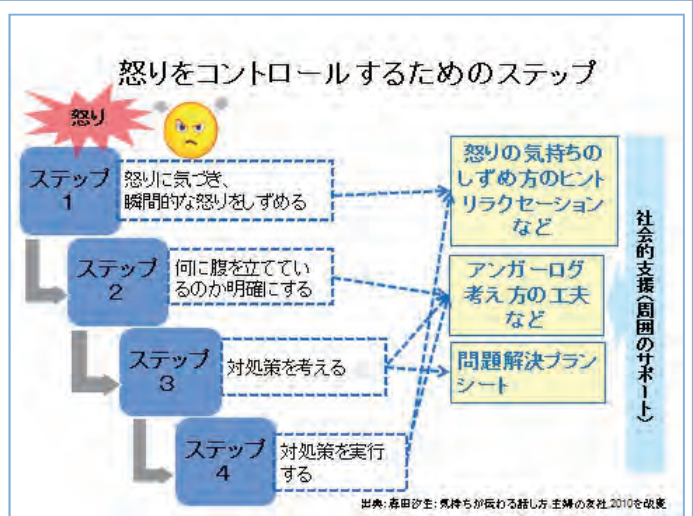 怒りをコントロールするためのステップ
怒り
ステップ
1
怒りに気づき、
瞬間的な怒りをしずめる
ステップ
2
何に腹を立ててい
るのか明確にする
ステップ
3
対処策を考える
ステップ
4
対処策を実行
する
怒りの気持ちの
しずめ方のヒント
リラクセーション
など
アンガーログ
考え方の工夫
など
問題解決プラン
シート
社会的支援(周囲のサポート)
出典:森田汐生:気持ちが伝わる話し方.主婦の友社,2010を改変